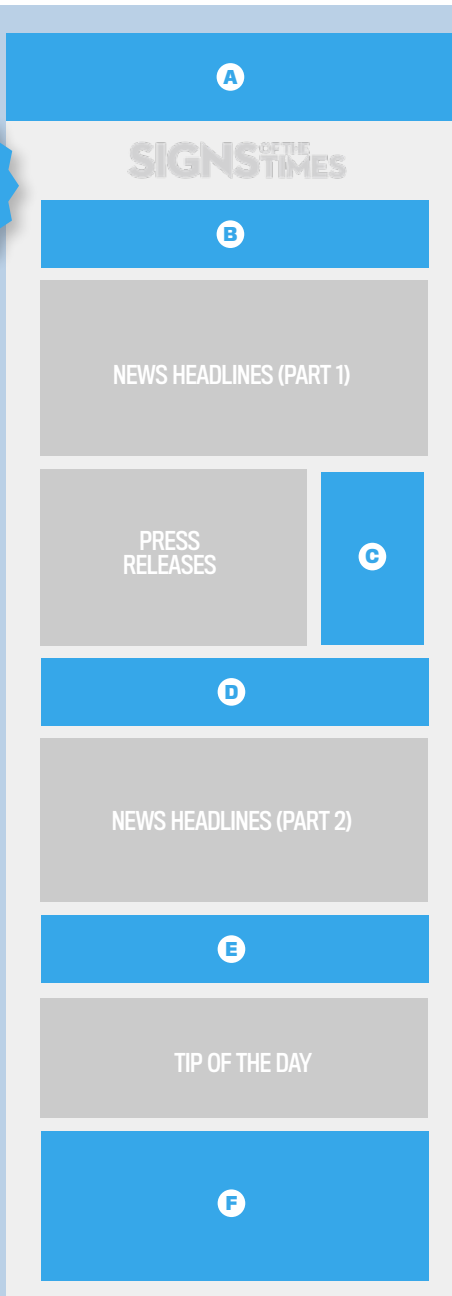 A
SIGNS OF THE TIMES
B
NEWS HEADLINES (PART 1)
PRESS
RELEASES
C
D
NEWS HEADLINES (PART 2)
E
TIP OF THE DAY
F